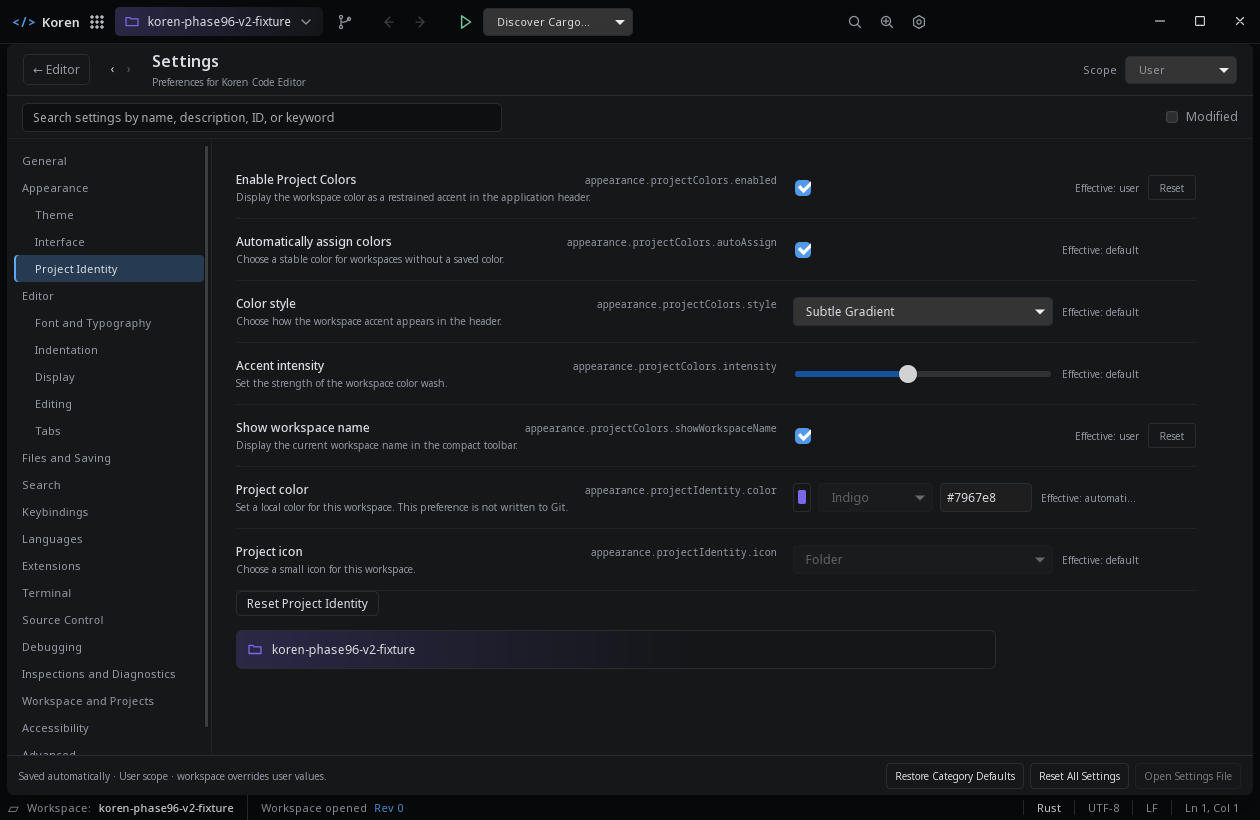 </> Koren koren-phase96-v2-fixture Discover Cargo...
← Editor
Settings
Preferences for Koren Code Editor
Scope User
Search settings by name, description, ID, or keyword
Modified
General
Appearance
Theme
Interface
Project Identity
Editor
Font and Typography
Indentation
Display
Editing
Tabs
Files and Saving
Search
Keybindings
Languages
Extensions
Terminal
Source Control
Debugging
Inspections and Diagnostics
Workspace and Projects
Accessibility
Advanced
Enable Project Colors appearance.projectColors.enabled Effective: user Reset
Display the workspace color as a restrained accent in the application header.
Automatically assign colors appearance.projectColors.autoAssign Effective: default
Choose a stable color for workspaces without a saved color.
Color style appearance.projectColors.style Subtle Gradient Effective: default
Choose how the workspace accent appears in the header.
Accent intensity appearance.projectColors.intensity Effective: default
Set the strength of the workspace color wash.
Show workspace name appearance.projectColors.showWorkspaceName Effective: user Reset
Display the current workspace name in the compact toolbar.
Project color appearance.projectIdentity.color Indigo #7967e8 Effective: automati...
Set a local color for this workspace. This preference is not written to Git.
Project icon appearance.projectIdentity.icon Folder Effective: default
Choose a small icon for this workspace.
Reset Project Identity
koren-phase96-v2-fixture
Saved automatically · User scope · workspace overrides user values.
Restore Category Defaults Reset All Settings Open Settings File
Workspace: koren-phase96-v2-fixture Workspace opened Rev 0 Rust UTF-8 LF Ln 1, Col 1